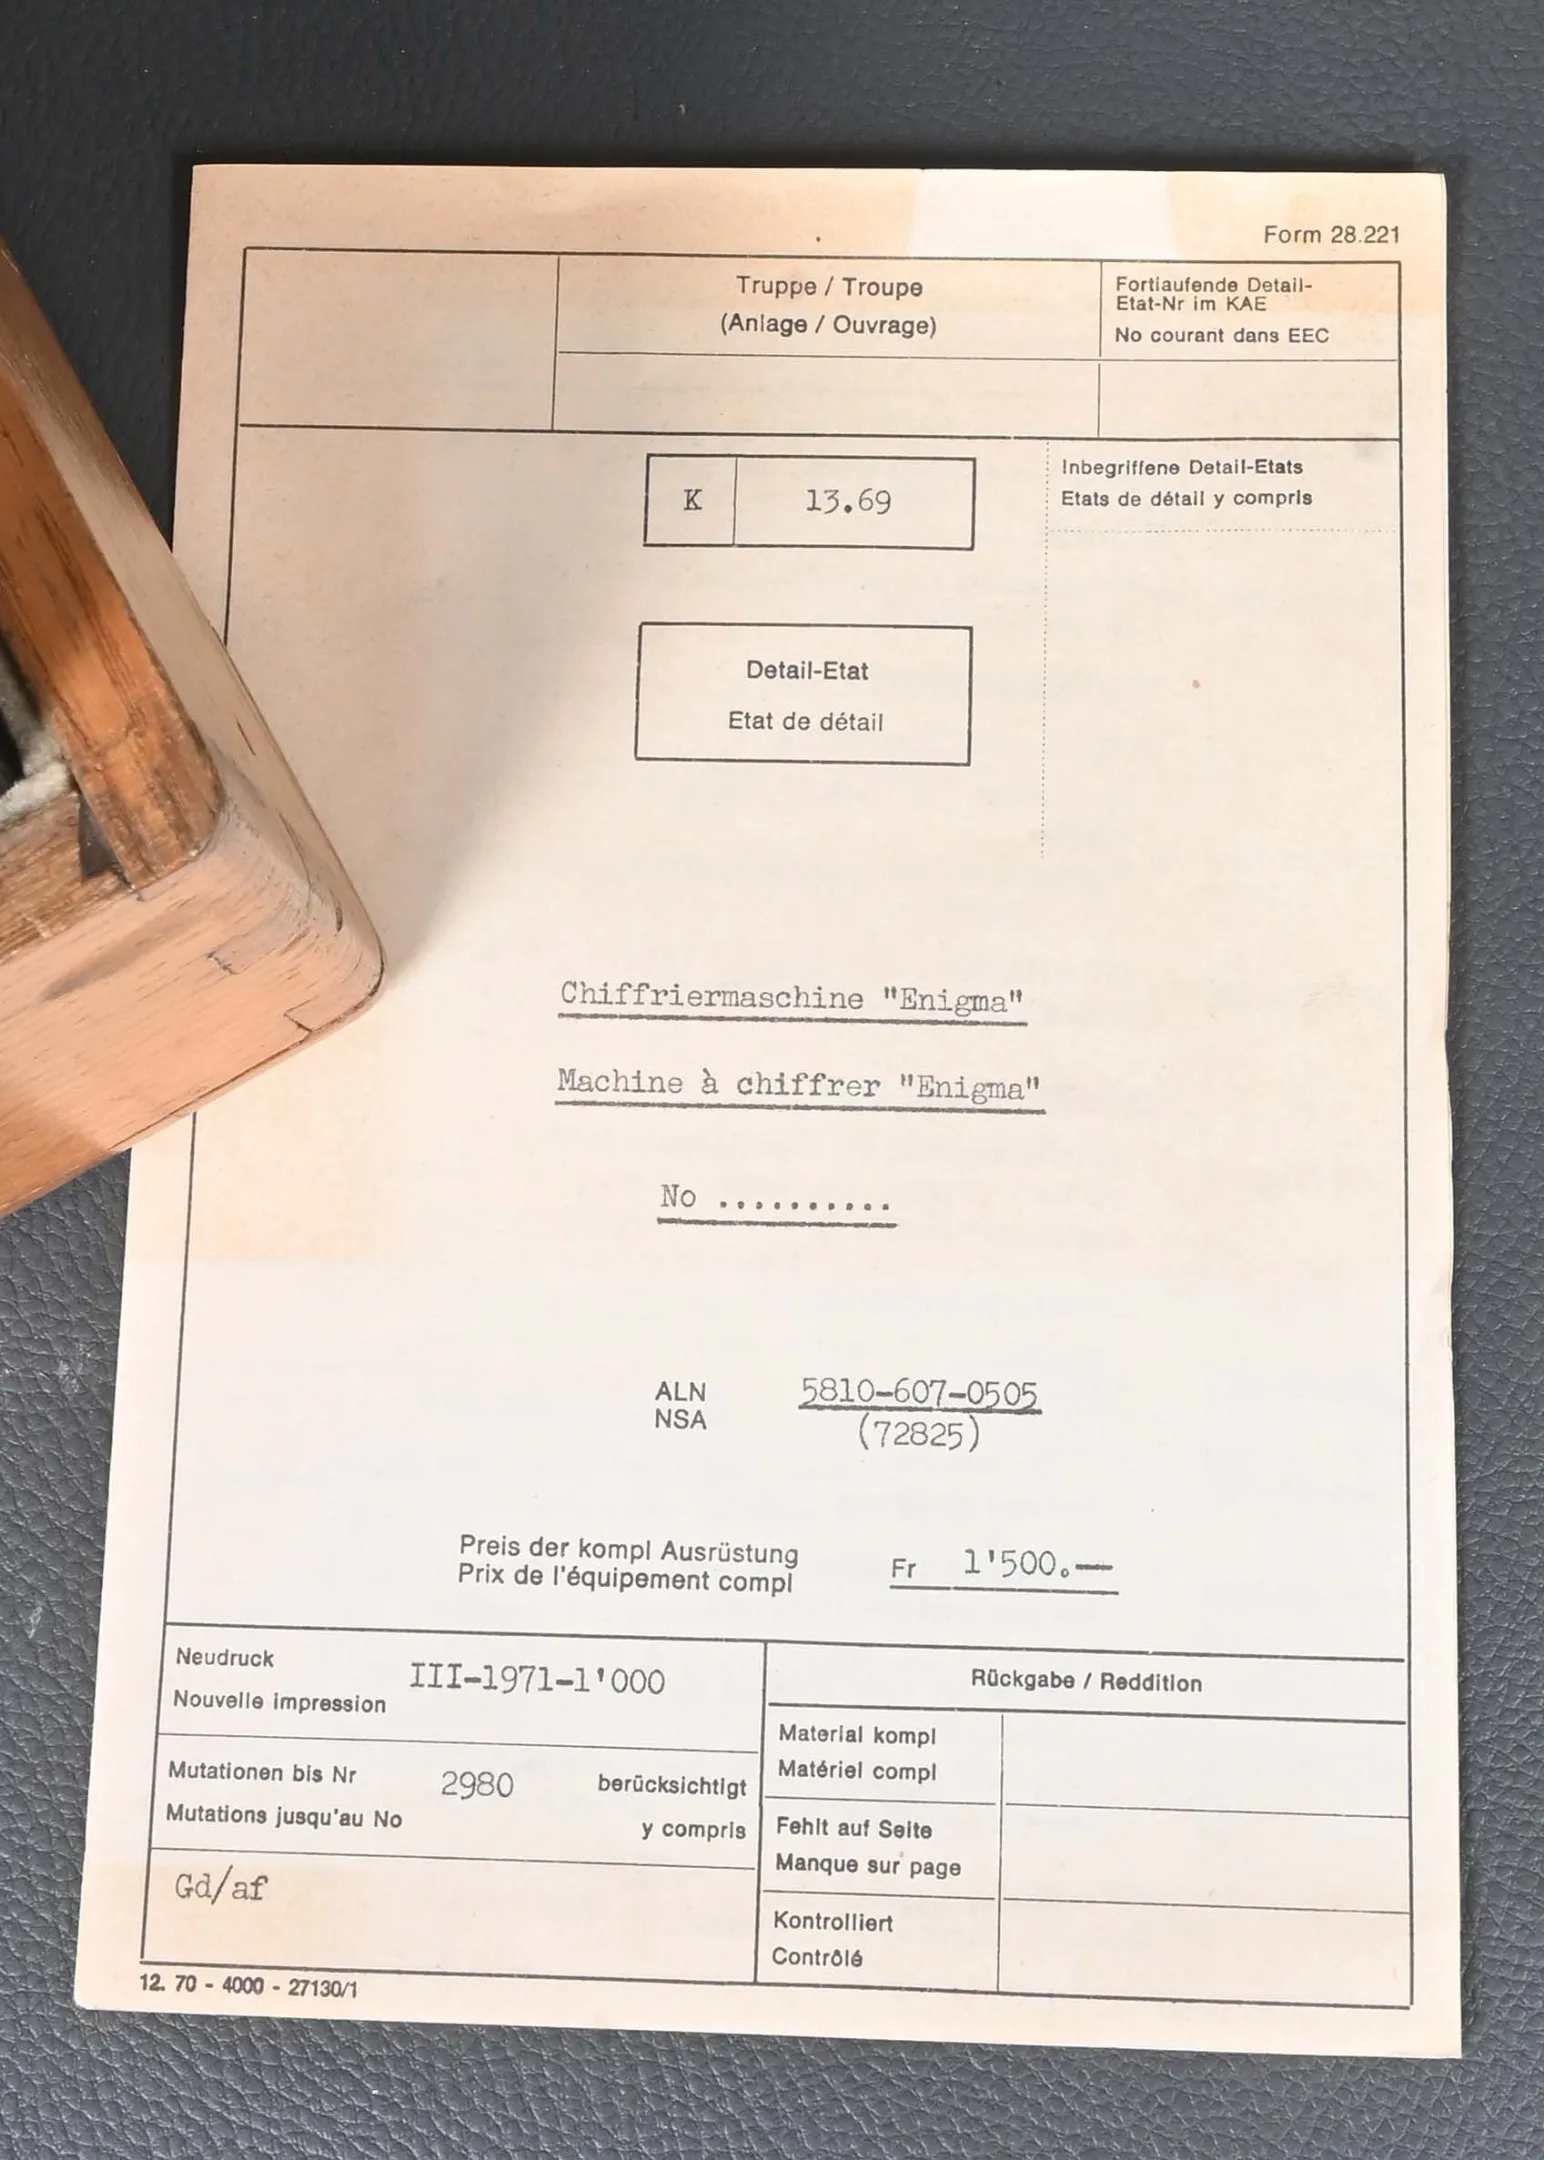 Form 28.221
Truppe / Troupe
(Anlage / Ouvrage)
Fortlaufende Detail-
Etat-Nr im KAE
No courant dans EEC
K 13.69
Inbegriffene Detail-Etats
Etats de détail y compris
Detail-Etat
Etat de détail
Chiffriermaschine "Enigma"
Machine à chiffrer "Enigma"
No ..........
ALN 5810-607-0505
NSA (72825)
Preis der kompl Ausrüstung
Prix de l'équipement compl
Fr 1'500.—
Neudruck
Nouvelle impression
III-1971-1'000
Mutationen bis Nr 2980 berücksichtigt
Mutations jusqu'au No y compris
Gd/af
Rückgabe / Reddition
Material kompl
Matériel compl
Fehlt auf Seite
Manque sur page
Kontrolliert
Contrôlé
12. 70 - 4000 - 27130/1